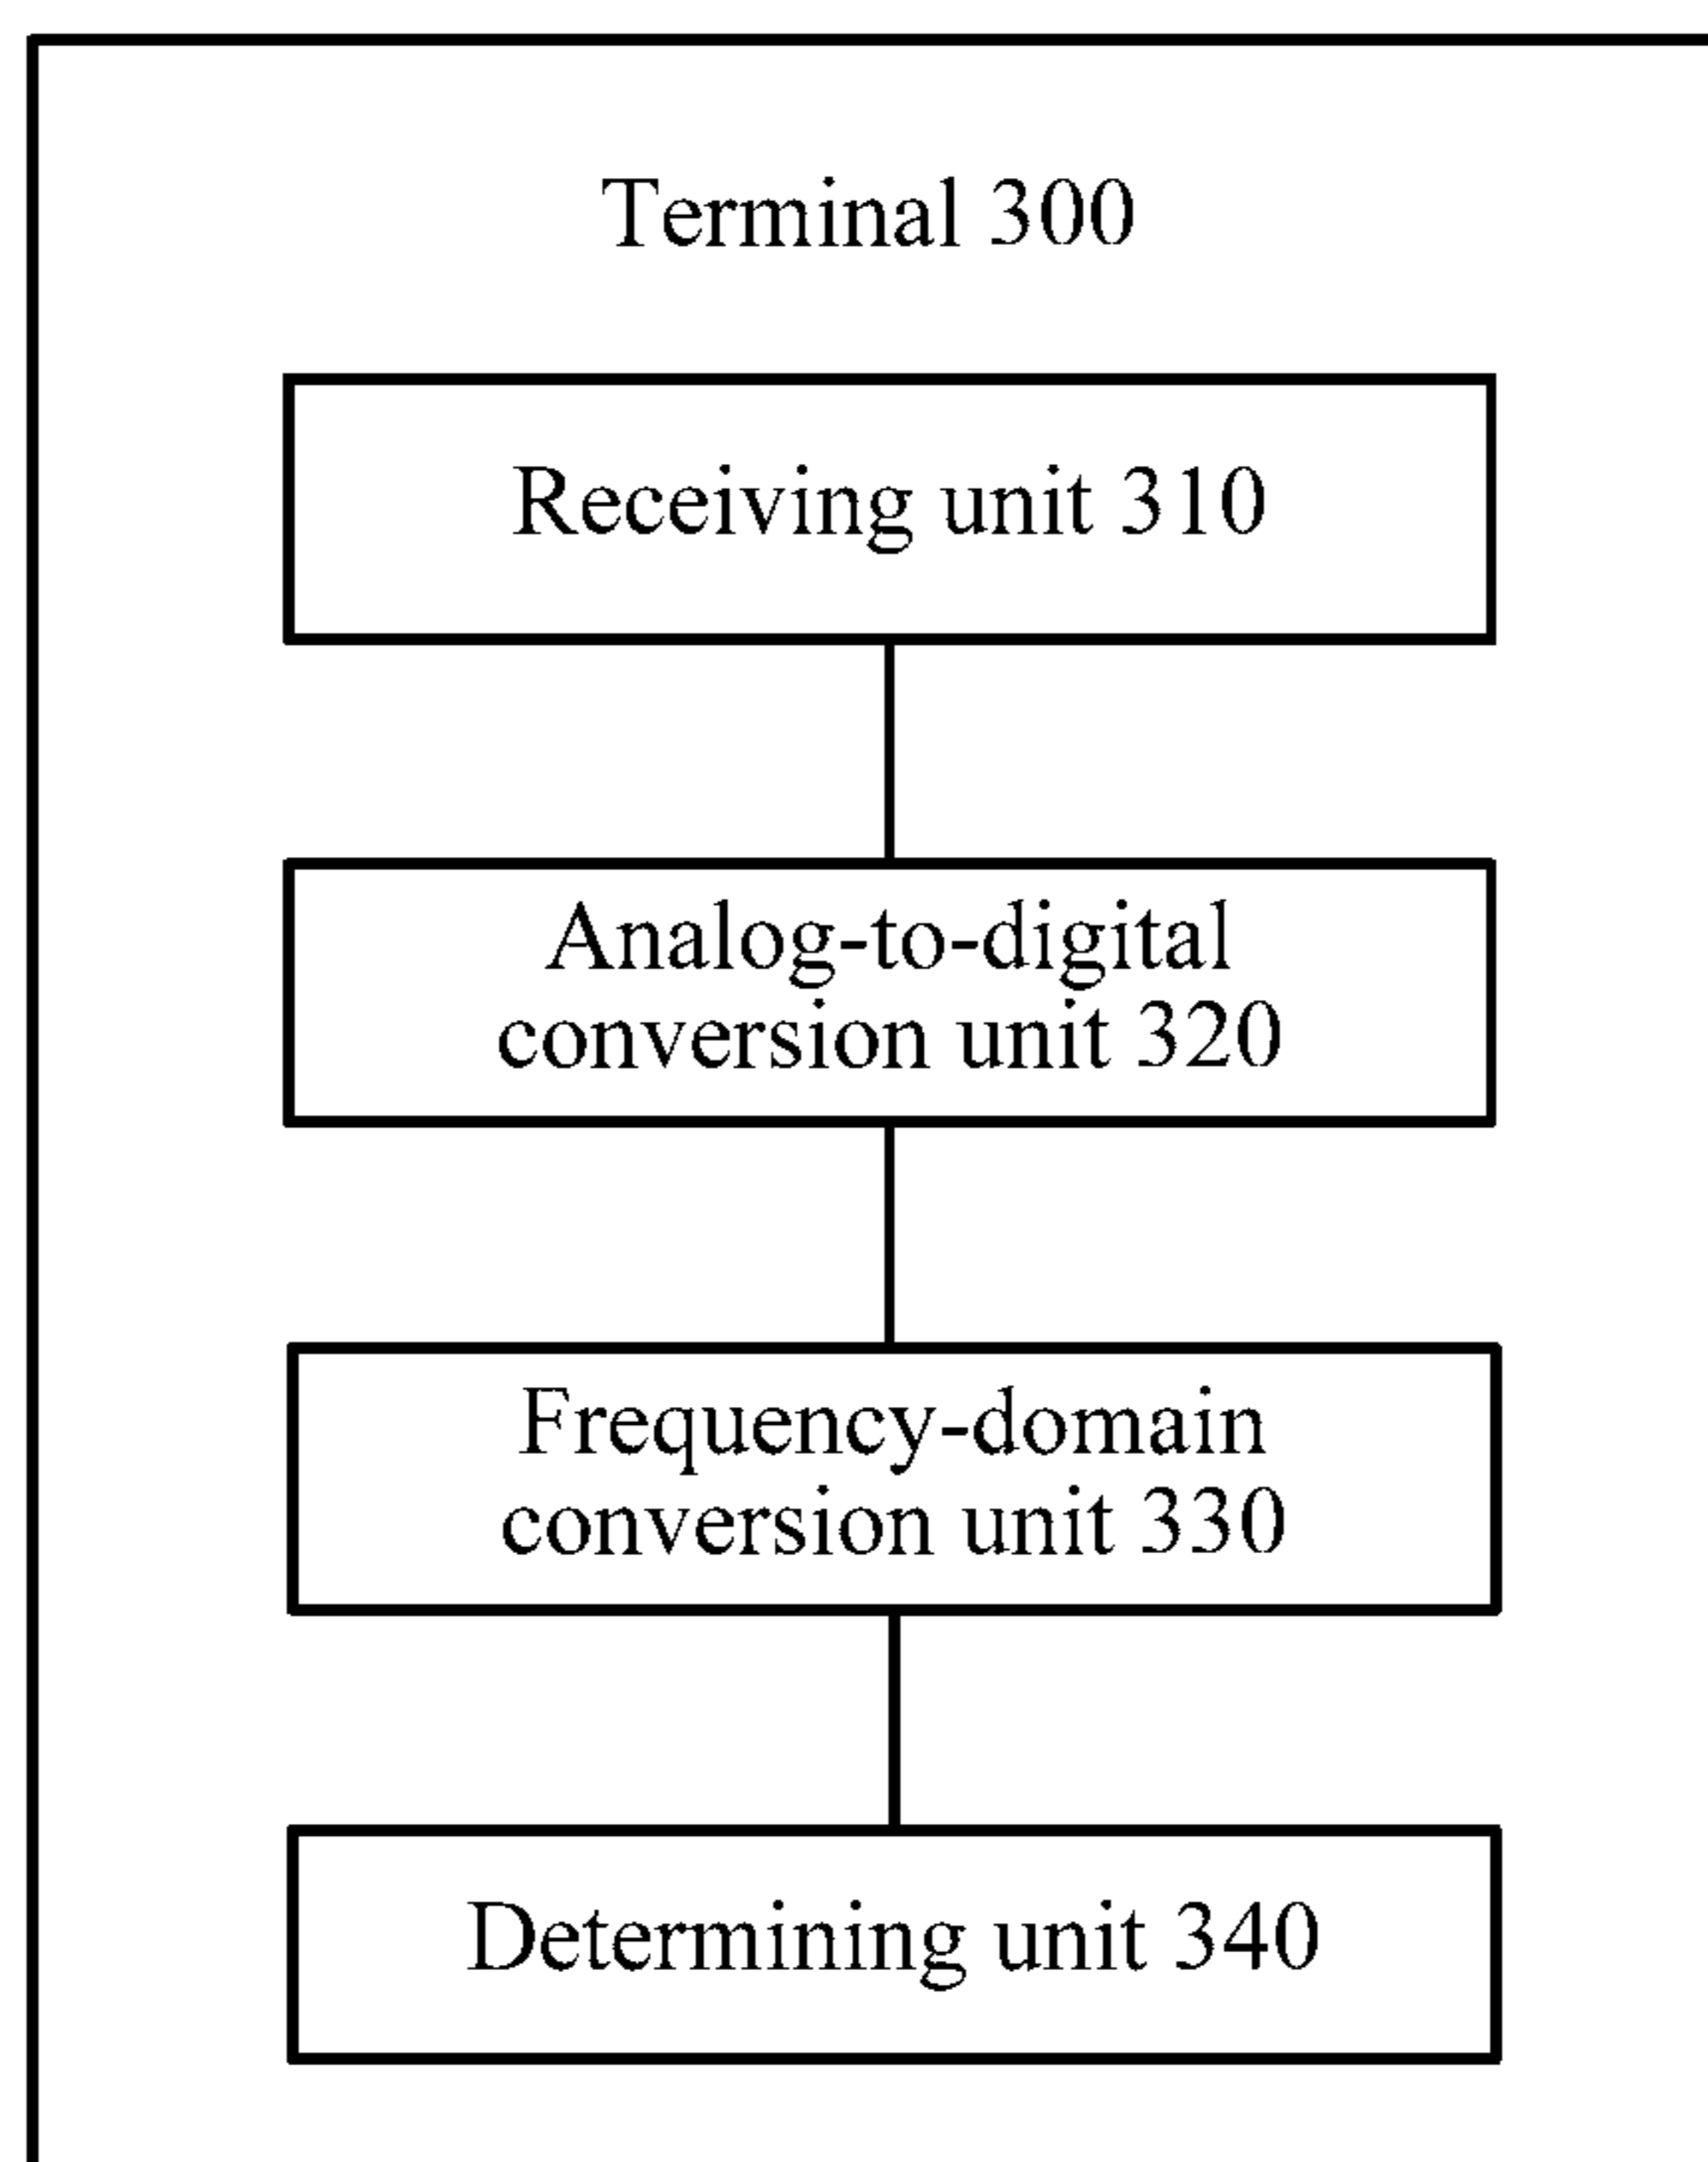 Terminal 300
Receiving unit 310
Analog-to-digital
conversion unit 320
Frequency-domain
conversion unit 330
Determining unit 340